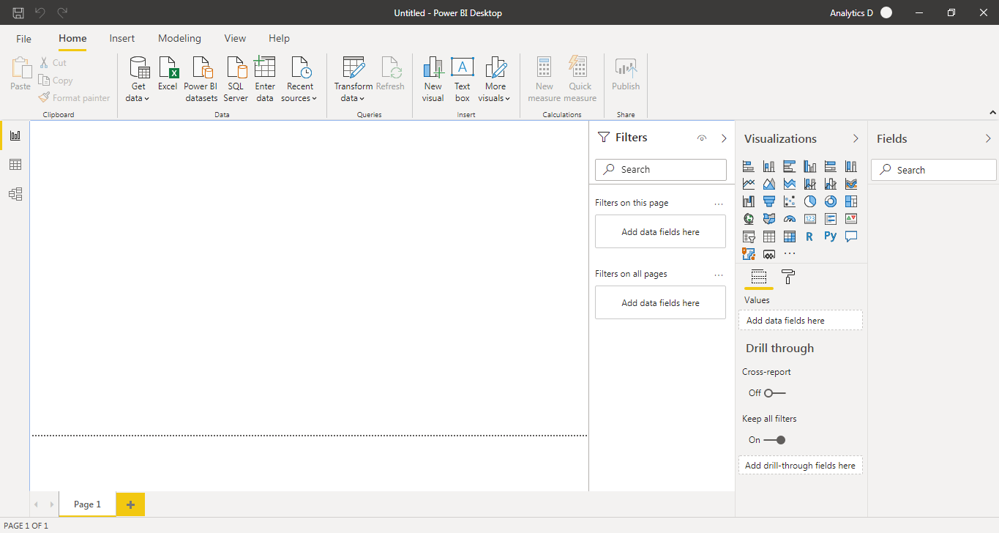 Untitled - Power BI Desktop
Analytics D
File
Home
Insert
Modeling
View
Help
Paste
Cut
Copy
Format painter
Clipboard
Get
data
Excel
Power BI
datasets
SQL
Server
Enter
data
Recent
sources
Data
Transform
data
Refresh
Queries
New
visual
Text
box
More
visuals
Insert
New
measure
Quick
measure
Calculations
Publish
Share
Filters
Search
Filters on this page
...
Add data fields here
Filters on all pages
...
Add data fields here
Visualizations
123
R
Py
...
Values
Add data fields here
Drill through
Cross-report
Off
Keep all filters
On
Add drill-through fields here
Fields
Search
Page 1
PAGE 1 OF 1